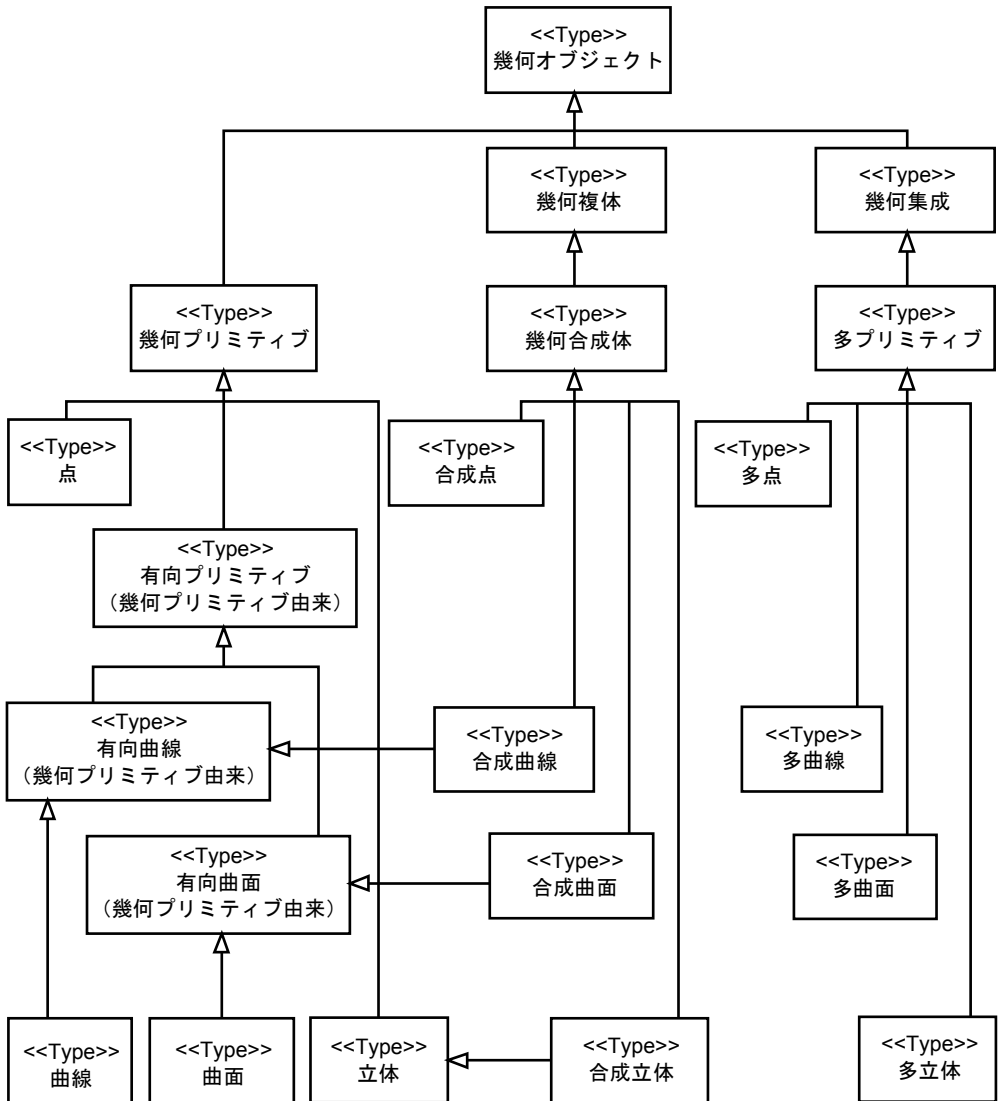 <<Type>>
幾何オブジェクト
<<Type>>
幾何複体
<<Type>>
幾何集成
<<Type>>
幾何プリミティブ
<<Type>>
幾何合成体
<<Type>>
多プリミティブ
<<Type>>
点
<<Type>>
合成点
<<Type>>
多点
<<Type>>
有向プリミティブ
（幾何プリミティブ由来）
<<Type>>
有向曲線
（幾何プリミティブ由来）
<<Type>>
合成曲線
<<Type>>
多曲線
<<Type>>
有向曲面
（幾何プリミティブ由来）
<<Type>>
合成曲面
<<Type>>
多曲面
<<Type>>
曲線
<<Type>>
曲面
<<Type>>
立体
<<Type>>
合成立体
<<Type>>
多立体